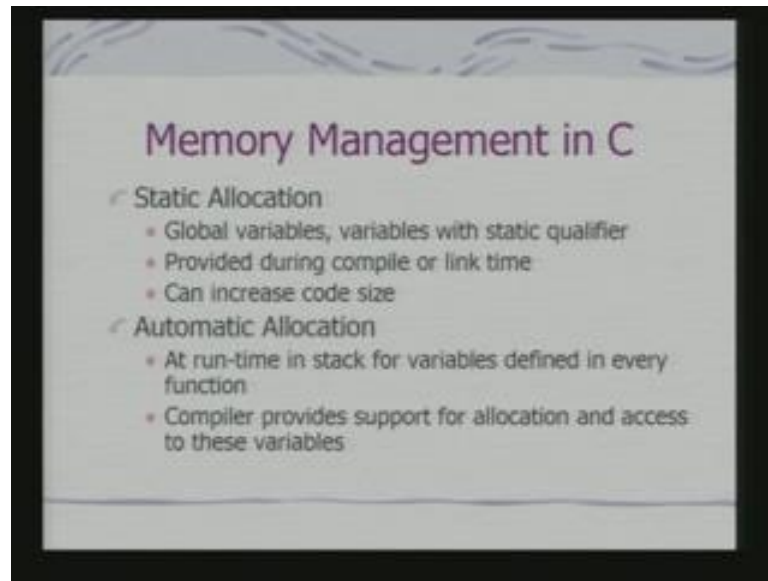 Memory Management in C
Static Allocation
Global variables, variables with static qualifier
Provided during compile or link time
Can increase code size
Automatic Allocation
At run-time in stack for variables defined in every
function
Compiler provides support for allocation and access
to these variables